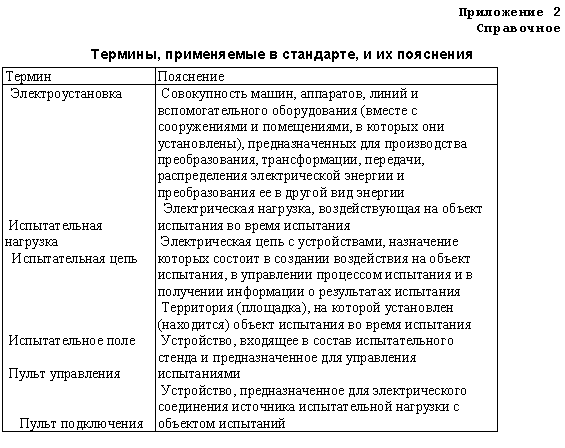 Приложение 2
Справочное
Термины, применяемые в стандарте, и их пояснения
Термин Пояснение
Электроустановка Совокупность машин, аппаратов, линий и
вспомогательного оборудования (вместе с
сооружениями и помещениями, в которых они
установлены), предназначенных для производства
преобразования, трансформации, передачи,
распределения электрической энергии и
преобразования ее в другой вид энергии
Электрическая нагрузка, воздействующая на объект
Испытательная испытания во время испытания
нагрузка Электрическая цепь с устройствами, назначение
Испытательная цепь которых состоит в создании воздействия на объект
испытания, в управлении процессом испытания и в
получении информации о результатах испытания
Территория (площадка), на которой установлен
(находится) объект испытания во время испытания
Испытательное поле Устройство, входящее в состав испытательного
стенда и предназначенное для управления
Пульт управления испытаниями
Устройство, предназначенное для электрического
соединения источника испытательной нагрузки с
Пульт подключения объектом испытаний